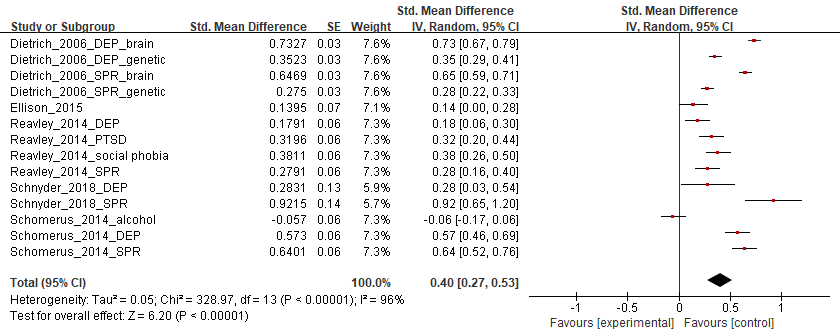 Std. Mean Difference Std. Mean Difference
Study or Subgroup Std. Mean Difference SE Weight IV, Random, 95% CI IV, Random, 95% CI
Dietrich_2006_DEP_brain 0.7327 0.03 7.6% 0.73 [0.67, 0.79]
Dietrich_2006_DEP_genetic 0.3523 0.03 7.6% 0.35 [0.29, 0.41]
Dietrich_2006_SPR_brain 0.6469 0.03 7.6% 0.65 [0.59, 0.71]
Dietrich_2006_SPR_genetic 0.275 0.03 7.6% 0.28 [0.22, 0.33]
Ellison_2015 0.1395 0.07 7.1% 0.14 [0.00, 0.28]
Reavley_2014_DEP 0.1791 0.06 7.3% 0.18 [0.06, 0.30]
Reavley_2014_PTSD 0.3196 0.06 7.3% 0.32 [0.20, 0.44]
Reavley_2014_social phobia 0.3811 0.06 7.3% 0.38 [0.26, 0.50]
Reavley_2014_SPR 0.2791 0.06 7.3% 0.28 [0.16, 0.40]
Schnyder_2018_DEP 0.2831 0.13 5.9% 0.28 [0.03, 0.54]
Schnyder_2018_SPR 0.9215 0.14 5.7% 0.92 [0.65, 1.20]
Schomerus_2014_alcohol -0.057 0.06 7.3% -0.06 [-0.17, 0.06]
Schomerus_2014_DEP 0.573 0.06 7.3% 0.57 [0.46, 0.69]
Schomerus_2014_SPR 0.6401 0.06 7.3% 0.64 [0.52, 0.76]
Total (95% CI) 100.0% 0.40 [0.27, 0.53]
Heterogeneity: Tau² = 0.05; Chi² = 328.97, df = 13 (P < 0.00001); I² = 96%
Test for overall effect: Z = 6.20 (P < 0.00001)
-1 -0.5 0 0.5 1
Favours [experimental] Favours [control]